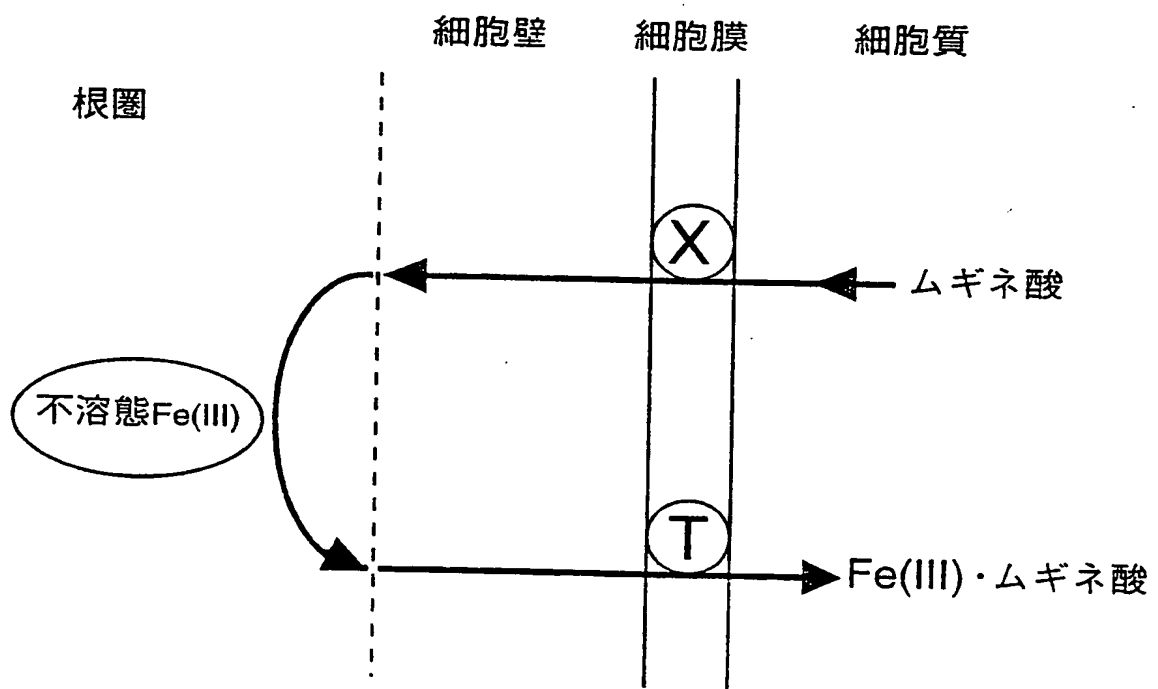 細胞壁 細胞膜 細胞質
根圏
X
ムギネ酸
不溶態Fe(III)
T
Fe(III)・ムギネ酸